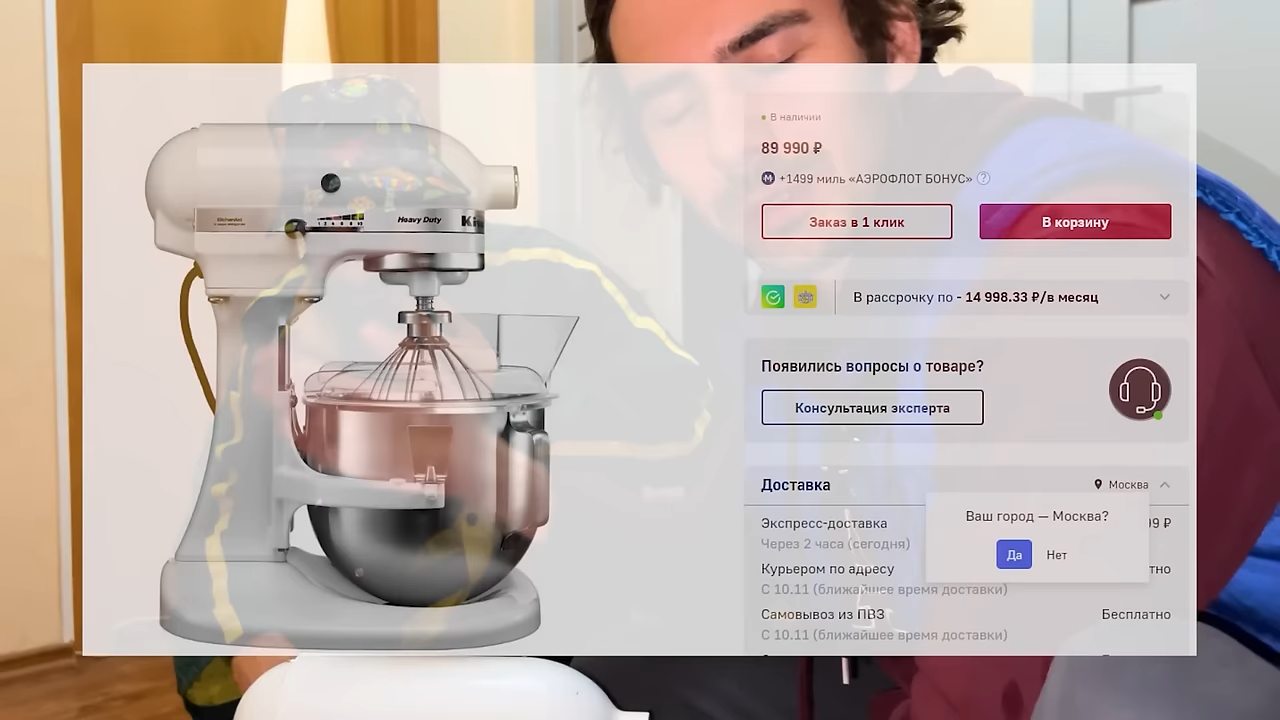 Heavy Duty
В наличии
89 990 ₽
+1499 миль «АЭРОФЛОТ БОНУС» ?
Заказ в 1 клик
В корзину
В рассрочку по - 14 998.33 ₽/в месяц
Появились вопросы о товаре?
Консультация эксперта
Доставка
Москва
Ваш город — Москва?
Да
Нет
Экспресс-доставка
99 ₽
Через 2 часа (сегодня)
Курьером по адресу
тно
С 10.11 (ближайшее время доставки)
Самовывоз из ПВЗ
Бесплатно
С 10.11 (ближайшее время доставки)